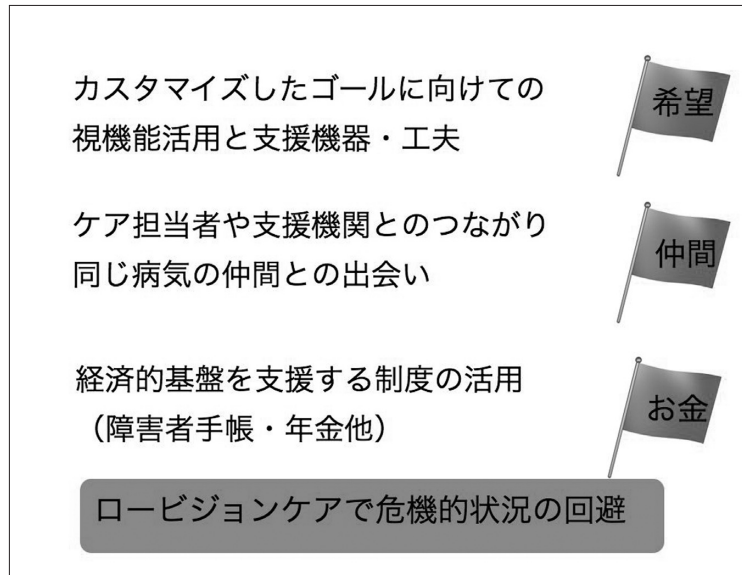 カスタマイズしたゴールに向けての
視機能活用と支援機器・工夫
希望
ケア担当者や支援機関とのつながり
同じ病気の仲間との出会い
仲間
経済的基盤を支援する制度の活用
（障害者手帳・年金他）
お金
ロービジョンケアで危機的状況の回避